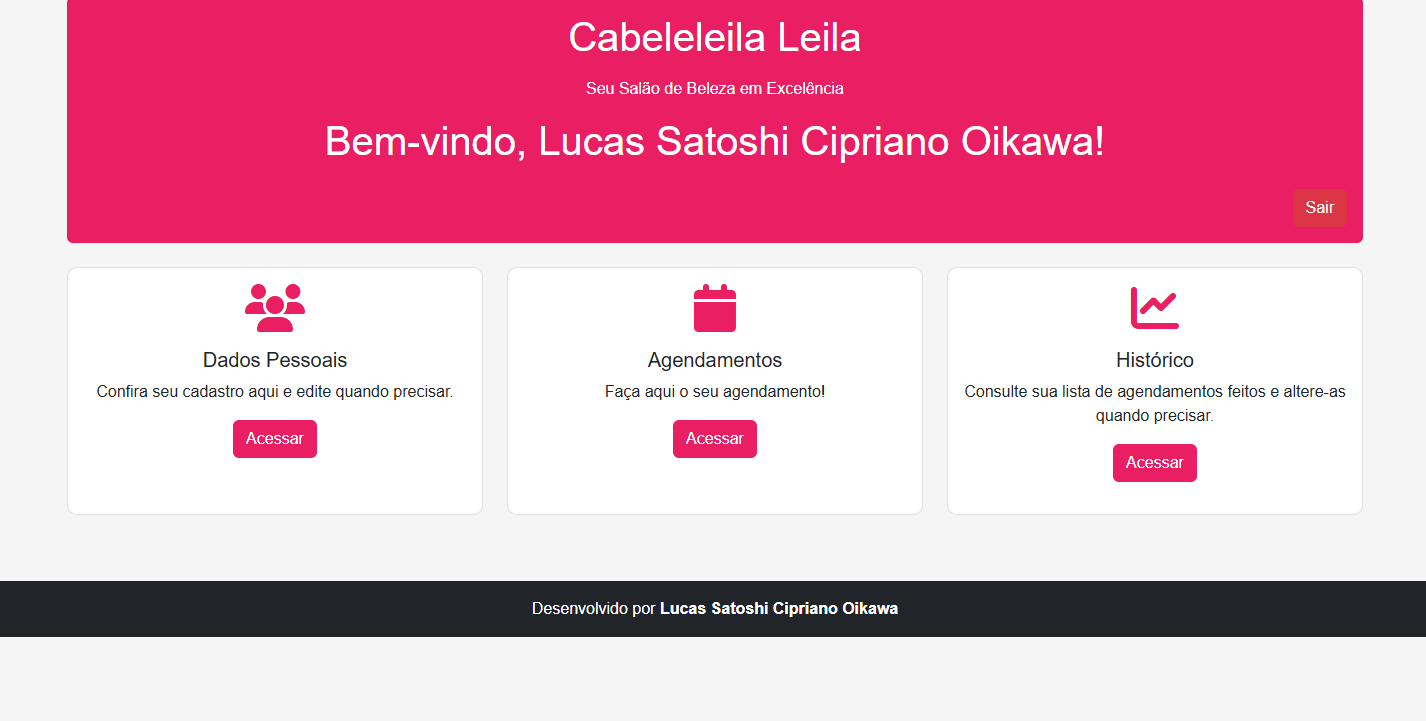 Cabeleleila Leila
Seu Salão de Beleza em Excelência
Bem-vindo, Lucas Satoshi Cipriano Oikawa!
Sair
Dados Pessoais
Confira seu cadastro aqui e edite quando precisar.
Acessar
Agendamentos
Faça aqui o seu agendamento!
Acessar
Histórico
Consulte sua lista de agendamentos feitos e altere-as
quando precisar.
Acessar
Desenvolvido por Lucas Satoshi Cipriano Oikawa